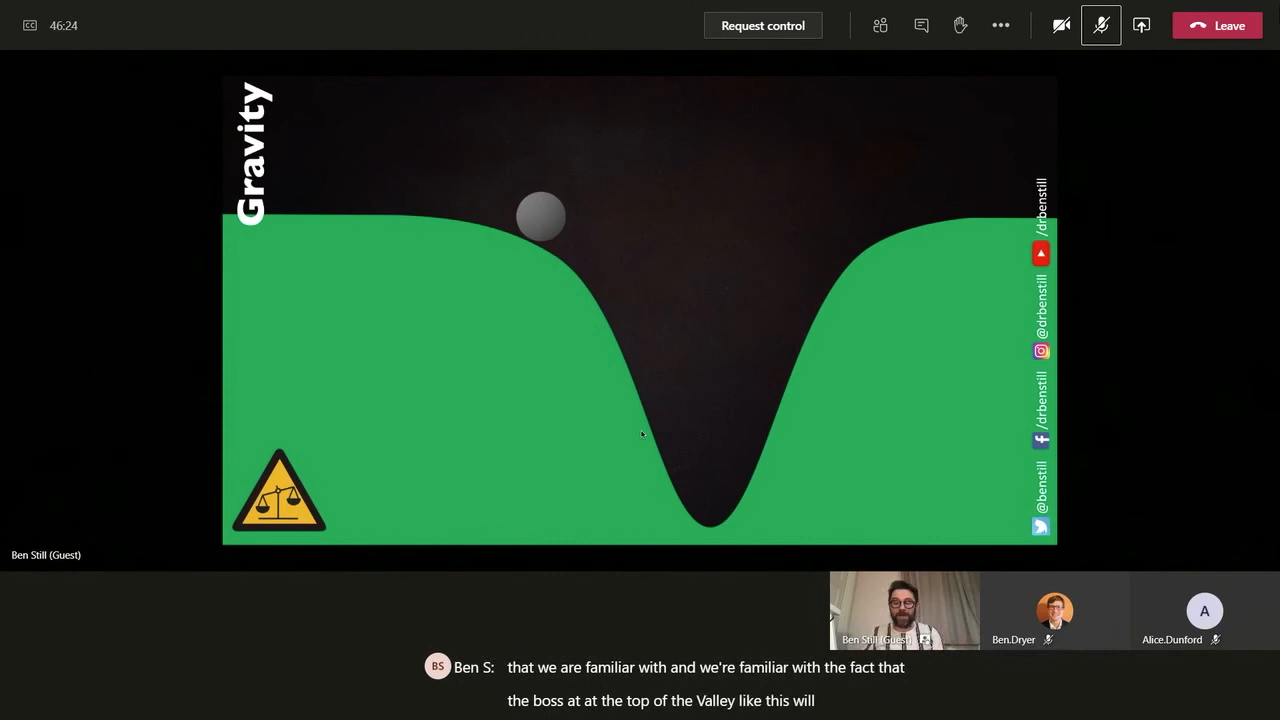 46:24
Request control
Leave
Gravity
/drbenstill
@drbenstill
/drbenstill
@benstill
Ben Still (Guest)
Ben Still (Guest)
Ben.Dryer
A
Alice.Dunford
BS
Ben S: that we are familiar with and we're familiar with the fact that
the boss at at the top of the Valley like this will